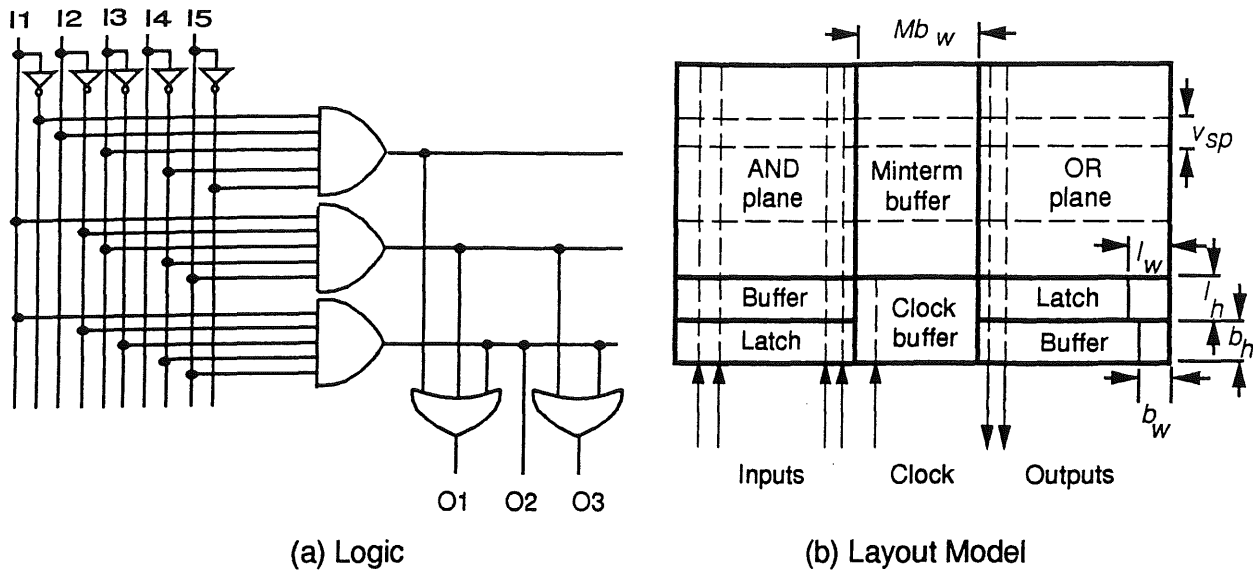 I1 I2 I3 I4 I5
O1 O2 O3
(a) Logic
Mb w
v sp
AND plane
Minterm buffer
OR plane
l w
l h
Buffer
Clock buffer
Latch
Latch
Buffer
b h
b w
Inputs
Clock
Outputs
(b) Layout Model